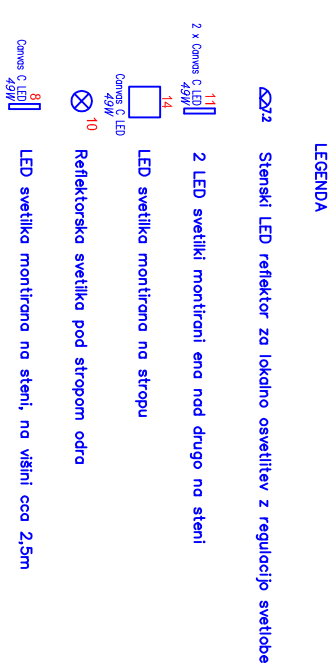 LEGENDA
7.2
Stenski LED reflektor za lokalno osvetlitev z regulacijo svetlobe
11
2 x Canvas C LED
49W
2 LED svetilki montirani ena nad drugo na steni
14
Canvas C LED
49W
LED svetilka montirana na stropu
10
Reflektorska svetilka pod stropom odra
8
Canvas C LED
49W
LED svetilka montirana na steni, na višini cca 2,5m